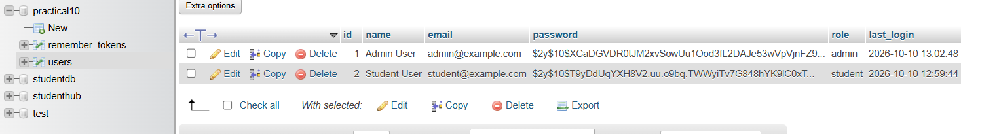 practical10
New
remember_tokens
users
studentdb
studenthub
test
Extra options
id name email password role last_login
Edit Copy Delete 1 Admin User admin@example.com $2y$10$XCaDGVDR0tJM2xvSowUu1Ood3fL2DAJe53wVpVjnFZ9... admin 2026-10-10 13:02:48
Edit Copy Delete 2 Student User student@example.com $2y$10$T9yDdUqYXH8V2.uu.o9bq.TWWyiTv7G848hYK9lC0xT... student 2026-10-10 12:59:44
Check all With selected: Edit Copy Delete Export